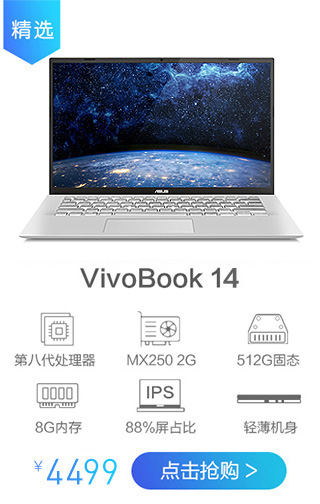 精选
ASUS
VivoBook 14
第八代处理器
MX250 2G
512G固态
8G内存
IPS
88%屏占比
轻薄机身
¥4499
点击抢购 >